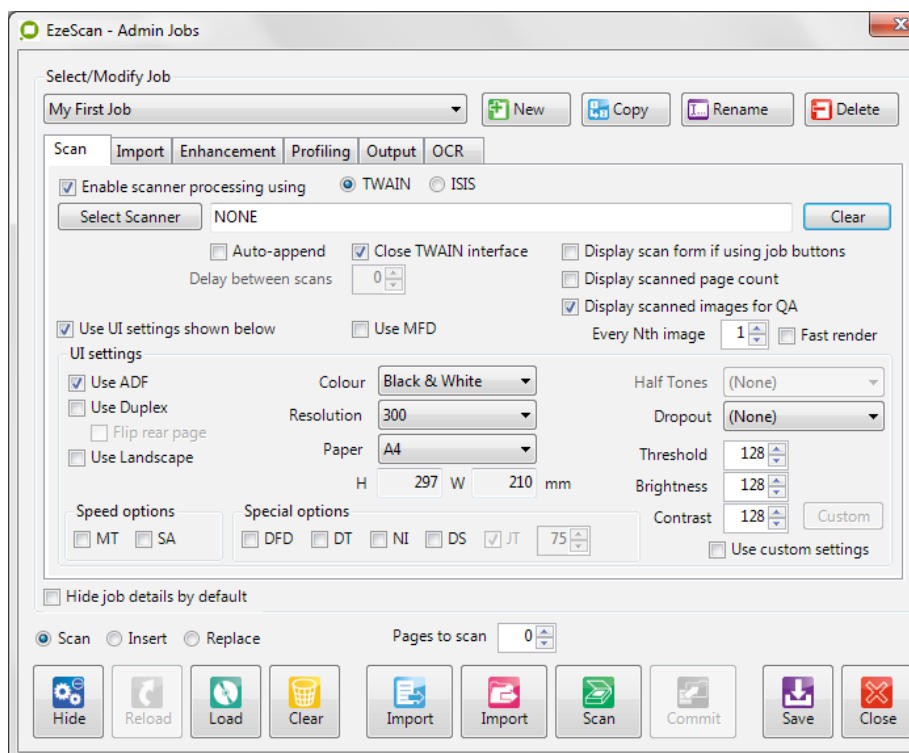 EzeScan - Admin Jobs
Select/Modify Job
My First Job New Copy Rename Delete
Scan Import Enhancement Profiling Output OCR
Enable scanner processing using TWAIN ISIS
Select Scanner NONE Clear
Auto-append Close TWAIN interface Display scan form if using job buttons
Delay between scans 0 Display scanned page count
Display scanned images for QA
Use UI settings shown below Use MFD Every Nth image 1 Fast render
UI settings
Use ADF Colour Black & White Half Tones (None)
Use Duplex Resolution 300 Dropout (None)
Flip rear page
Use Landscape Paper A4 Threshold 128
H 297 W 210 mm Brightness 128
Speed options Special options Contrast 128 Custom
MT SA DFD DT NI DS JT 75
Use custom settings
Hide job details by default
Scan Insert Replace Pages to scan 0
Hide Reload Load Clear Import Import Scan Commit Save Close